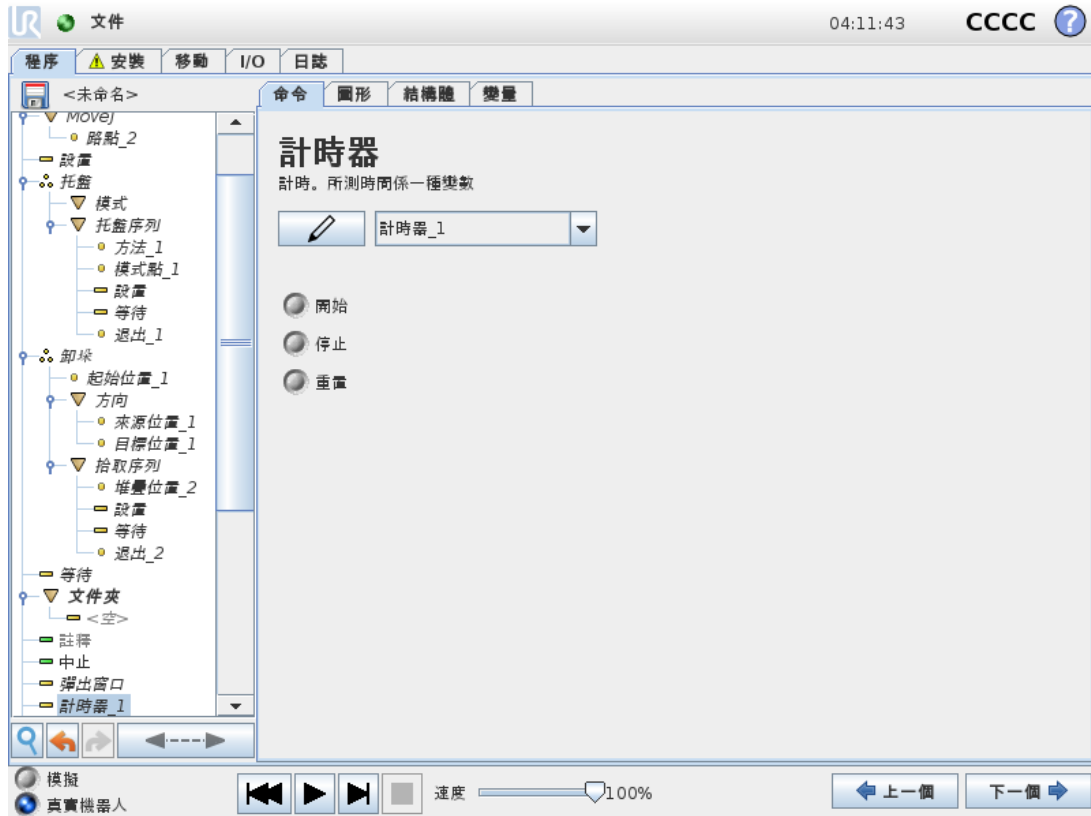 UR 文件 04:11:43 CCCC ?
程序 安裝 移動 I/O 日誌
<未命名>
命令 圖形 結構體 變量
MoveJ
路點_2
設置
托盤
模式
托盤序列
方法_1
模式點_1
設置
等待
退出_1
卸垛
起始位置_1
方向
來源位置_1
目標位置_1
拾取序列
堆疊位置_2
設置
等待
退出_2
等待
文件夾
<空>
註釋
中止
彈出窗口
計時器_1
計時器
計時。所測時間係一種變數
計時器_1
開始
停止
重置
模擬
真實機器人
速度 100%
上一個 下一個